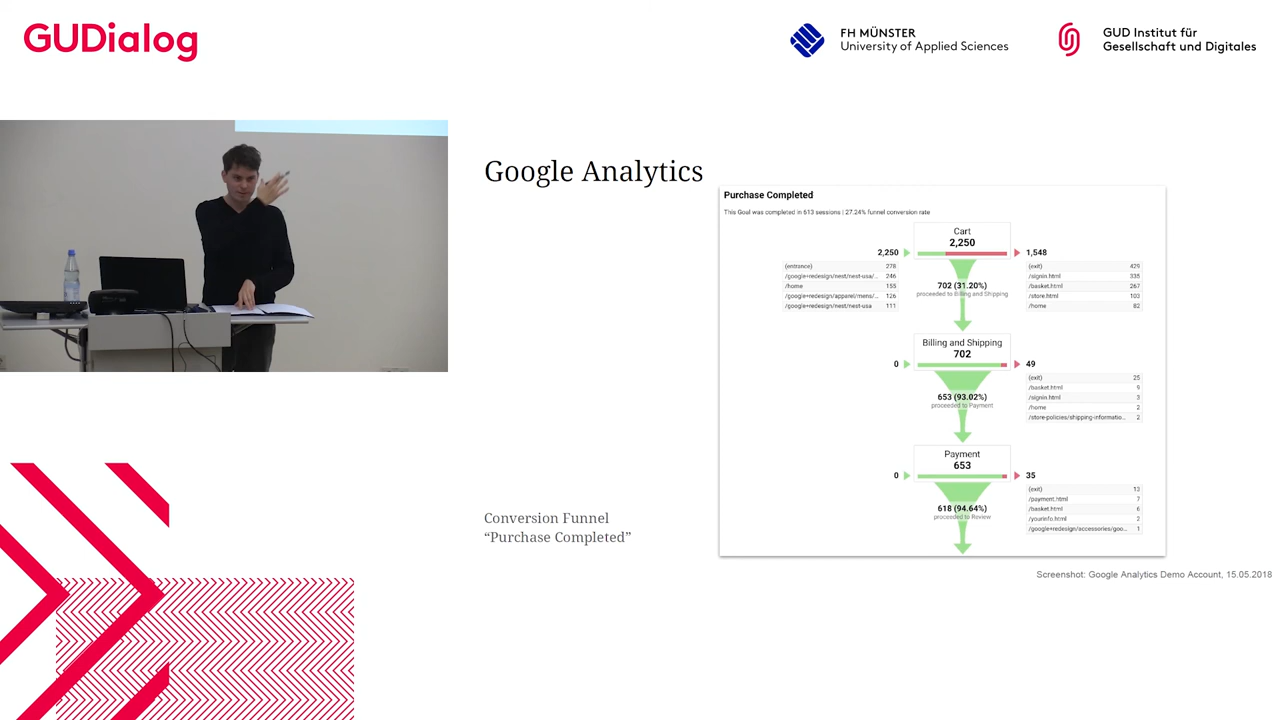 GUDialog
FH MÜNSTER
University of Applied Sciences
GUD Institut für
Gesellschaft und Digitales
Google Analytics
Purchase Completed
This Goal was completed in 613 sessions | 27.24% funnel conversion rate
Cart
2,250
2,250
1,548
(entrance) 278
/google+redesign/nest/nest-usa/... 246
/home 155
/google+redesign/apparel/mens/... 126
/google+redesign/nest/nest-usa 111
(exit) 429
/signin.html 335
/basket.html 267
/store.html 103
/home 82
702 (31.20%)
proceeded to Billing and Shipping
Billing and Shipping
702
0
49
(exit) 25
/basket.html 9
/signin.html 3
/home 2
/store-policies/shipping-informatio... 2
653 (93.02%)
proceeded to Payment
Payment
653
0
35
(exit) 13
/payment.html 7
/basket.html 6
/yourinfo.html 2
/google+redesign/accessories/goo... 1
618 (94.64%)
proceeded to Review
Conversion Funnel
“Purchase Completed”
Screenshot: Google Analytics Demo Account, 15.05.2018